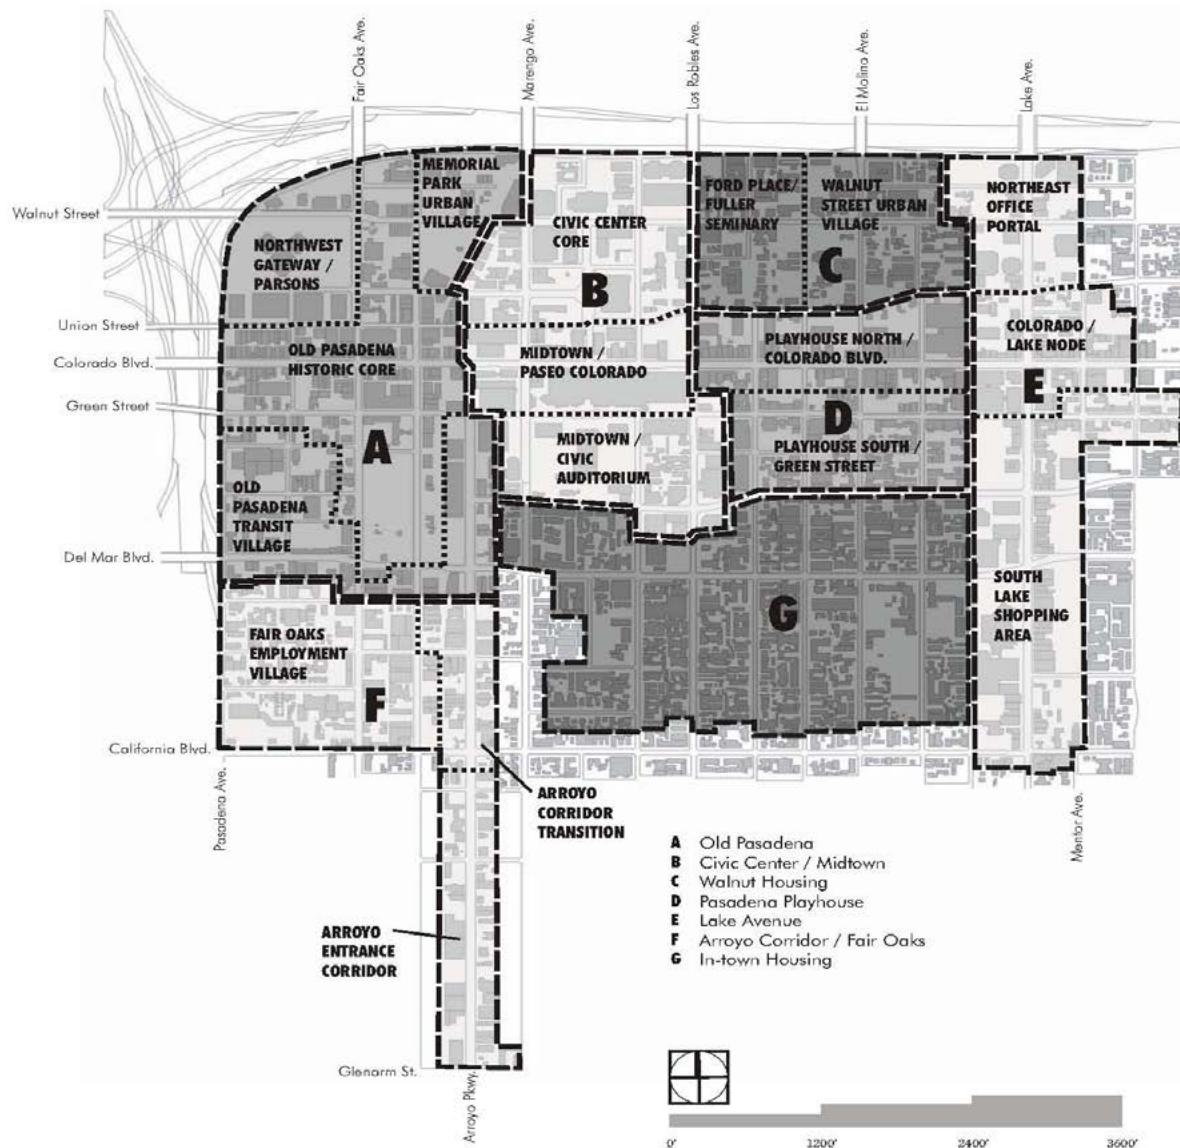 Fair Oaks Ave.
Marengo Ave.
Los Robles Ave.
El Molino Ave.
Lake Ave.
Walnut Street
Union Street
Colorado Blvd.
Green Street
Del Mar Blvd.
California Blvd.
Glenarm St.
Pasadena Ave.
Arroyo Pkwy.
Mentor Ave.
MEMORIAL
PARK
URBAN
VILLAGE
NORTHWEST
GATEWAY /
PARSONS
CIVIC CENTER
CORE
B
FORD PLACE/
FULLER
SEMINARY
WALNUT
STREET URBAN
VILLAGE
C
NORTHEAST
OFFICE
PORTAL
OLD PASADENA
HISTORIC CORE
MIDTOWN /
PASEO COLORADO
PLAYHOUSE NORTH /
COLORADO BLVD.
COLORADO /
LAKE NODE
E
A
MIDTOWN /
CIVIC
AUDITORIUM
D
PLAYHOUSE SOUTH /
GREEN STREET
OLD
PASADENA
TRANSIT
VILLAGE
SOUTH
LAKE
SHOPPING
AREA
G
FAIR OAKS
EMPLOYMENT
VILLAGE
F
ARROYO
CORRIDOR
TRANSITION
ARROYO
ENTRANCE
CORRIDOR
A Old Pasadena
B Civic Center / Midtown
C Walnut Housing
D Pasadena Playhouse
E Lake Avenue
F Arroyo Corridor / Fair Oaks
G In-town Housing
0' 1200' 2400' 3600'